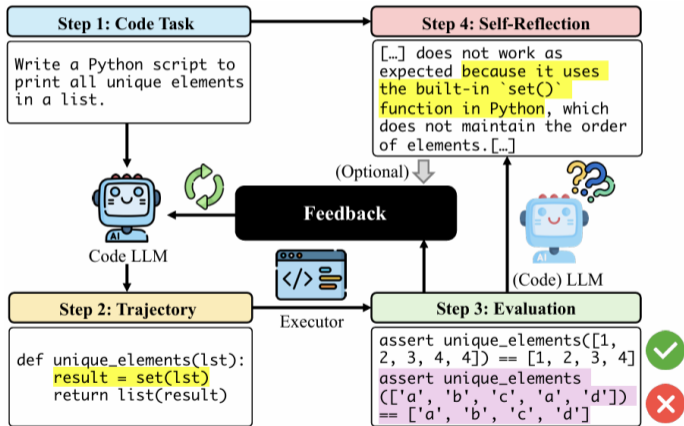 Step 1: Code Task
Write a Python script to
print all unique elements
in a list.
Step 4: Self-Reflection
[…] does not work as
expected because it uses
the built-in `set()`
function in Python, which
does not maintain the order
of elements.[…]
(Optional)
Feedback
AI
Code LLM
</>
Executor
AI
(Code) LLM
Step 2: Trajectory
def unique_elements(lst):
result = set(lst)
return list(result)
Step 3: Evaluation
assert unique_elements([1,
2, 3, 4, 4]) == [1, 2, 3, 4]
assert unique_elements
(['a', 'b', 'c', 'a', 'd'])
== ['a', 'b', 'c', 'd']